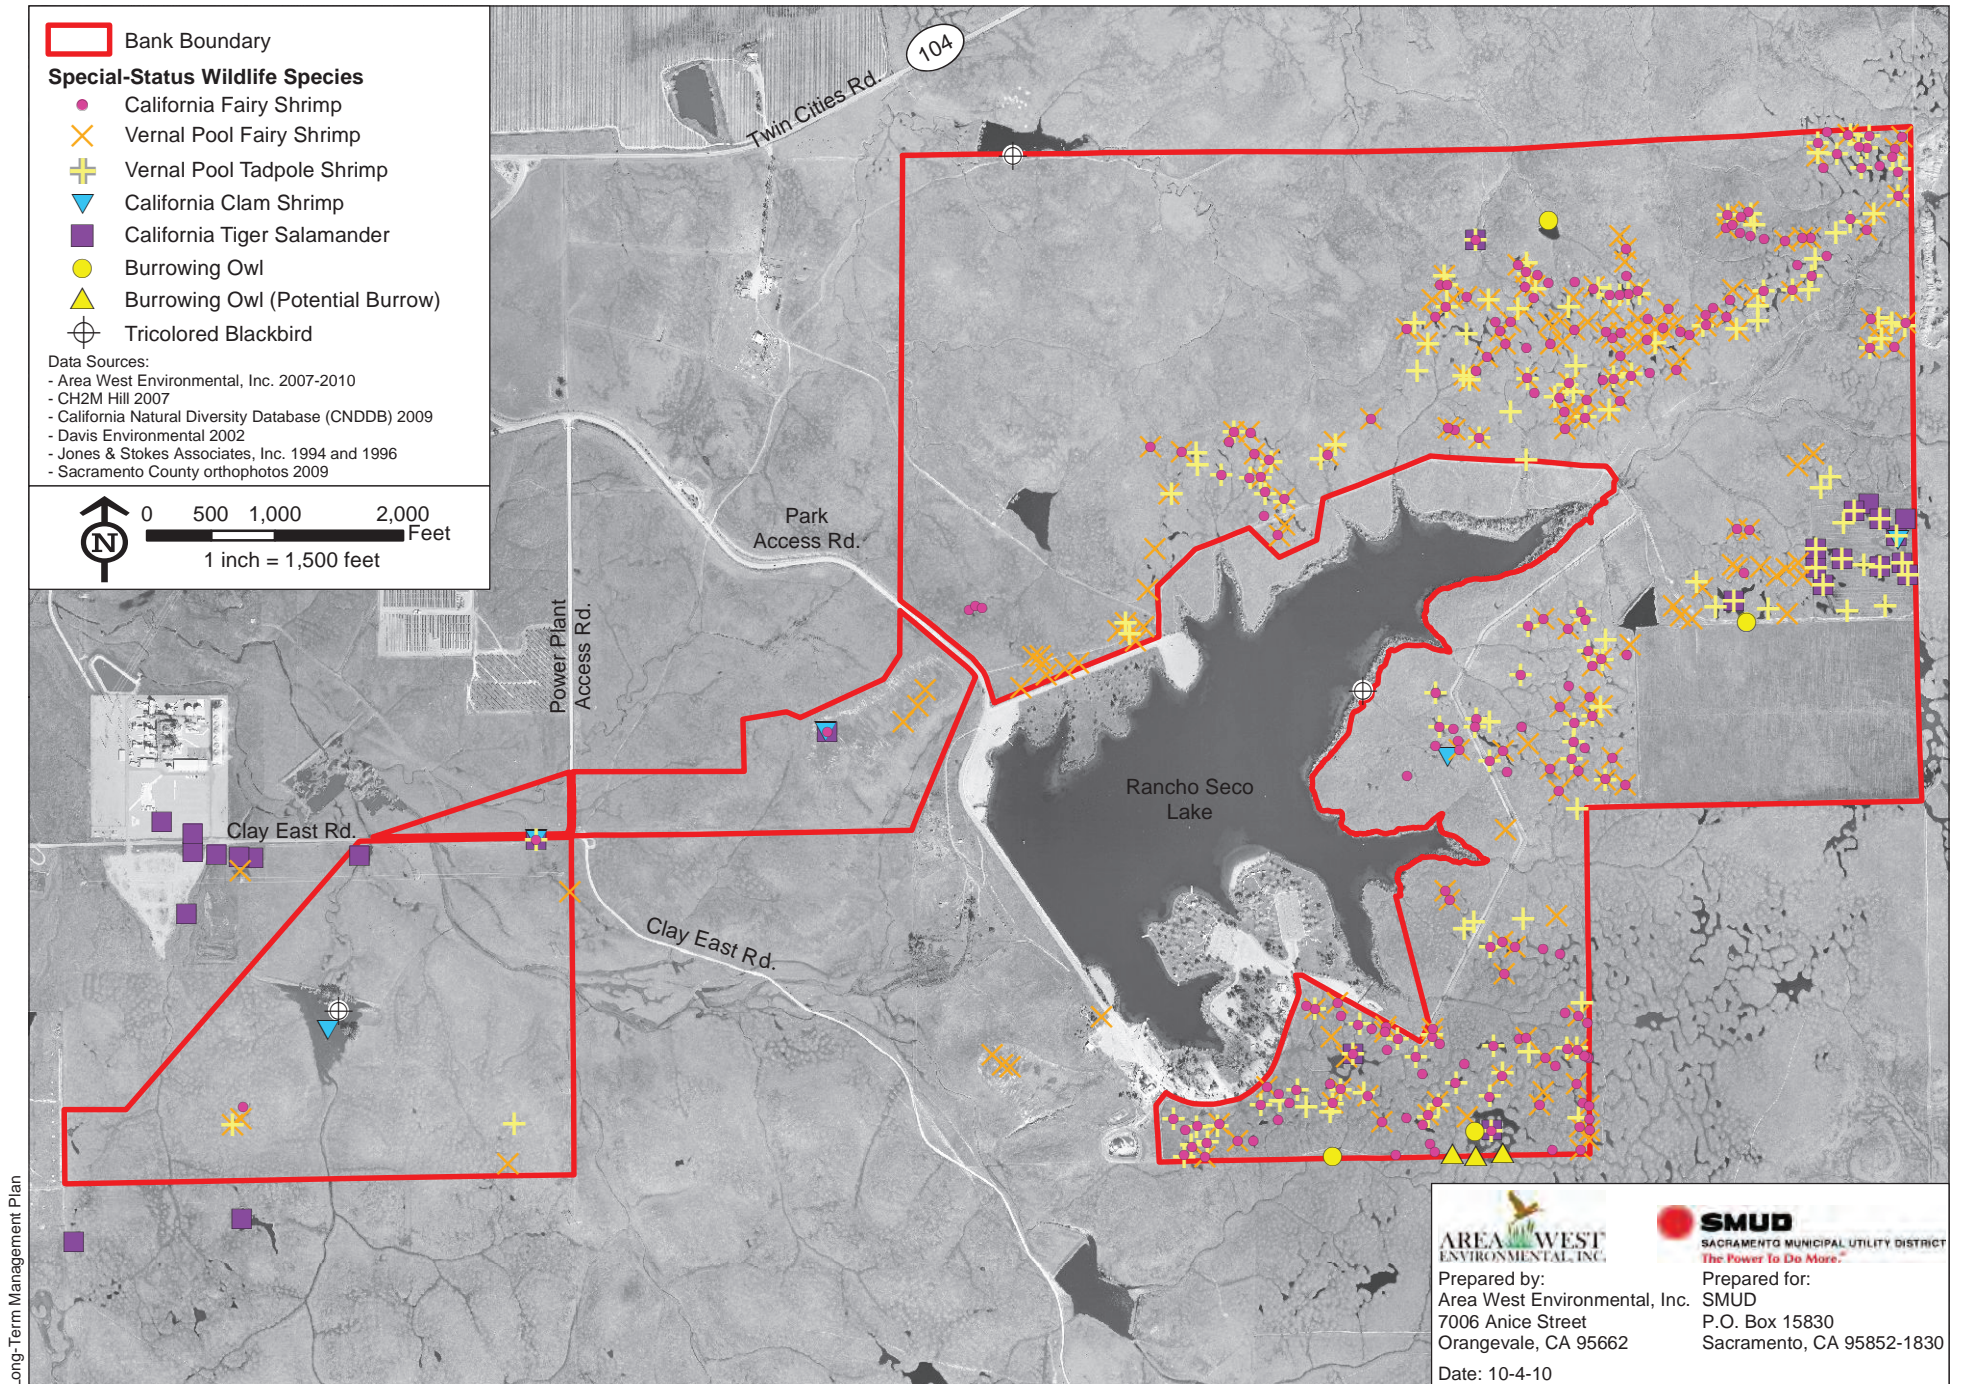 Bank Boundary
Special-Status Wildlife Species
California Fairy Shrimp
Vernal Pool Fairy Shrimp
Vernal Pool Tadpole Shrimp
California Clam Shrimp
California Tiger Salamander
Burrowing Owl
Burrowing Owl (Potential Burrow)
Tricolored Blackbird
Data Sources:
- Area West Environmental, Inc. 2007-2010
- CH2M Hill 2007
- California Natural Diversity Database (CNDDB) 2009
- Davis Environmental 2002
- Jones & Stokes Associates, Inc. 1994 and 1996
- Sacramento County orthophotos 2009
N
0 500 1,000 2,000
Feet
1 inch = 1,500 feet
104
Twin Cities Rd.
Park
Access Rd.
Power Plant
Access Rd.
Clay East Rd.
Clay East Rd.
Rancho Seco
Lake
Long-Term Management Plan
AREA WEST
ENVIRONMENTAL, INC.
SMUD
SACRAMENTO MUNICIPAL UTILITY DISTRICT
The Power To Do More.
Prepared by:
Area West Environmental, Inc.
7006 Anice Street
Orangevale, CA 95662
Date: 10-4-10
Prepared for:
SMUD
P.O. Box 15830
Sacramento, CA 95852-1830